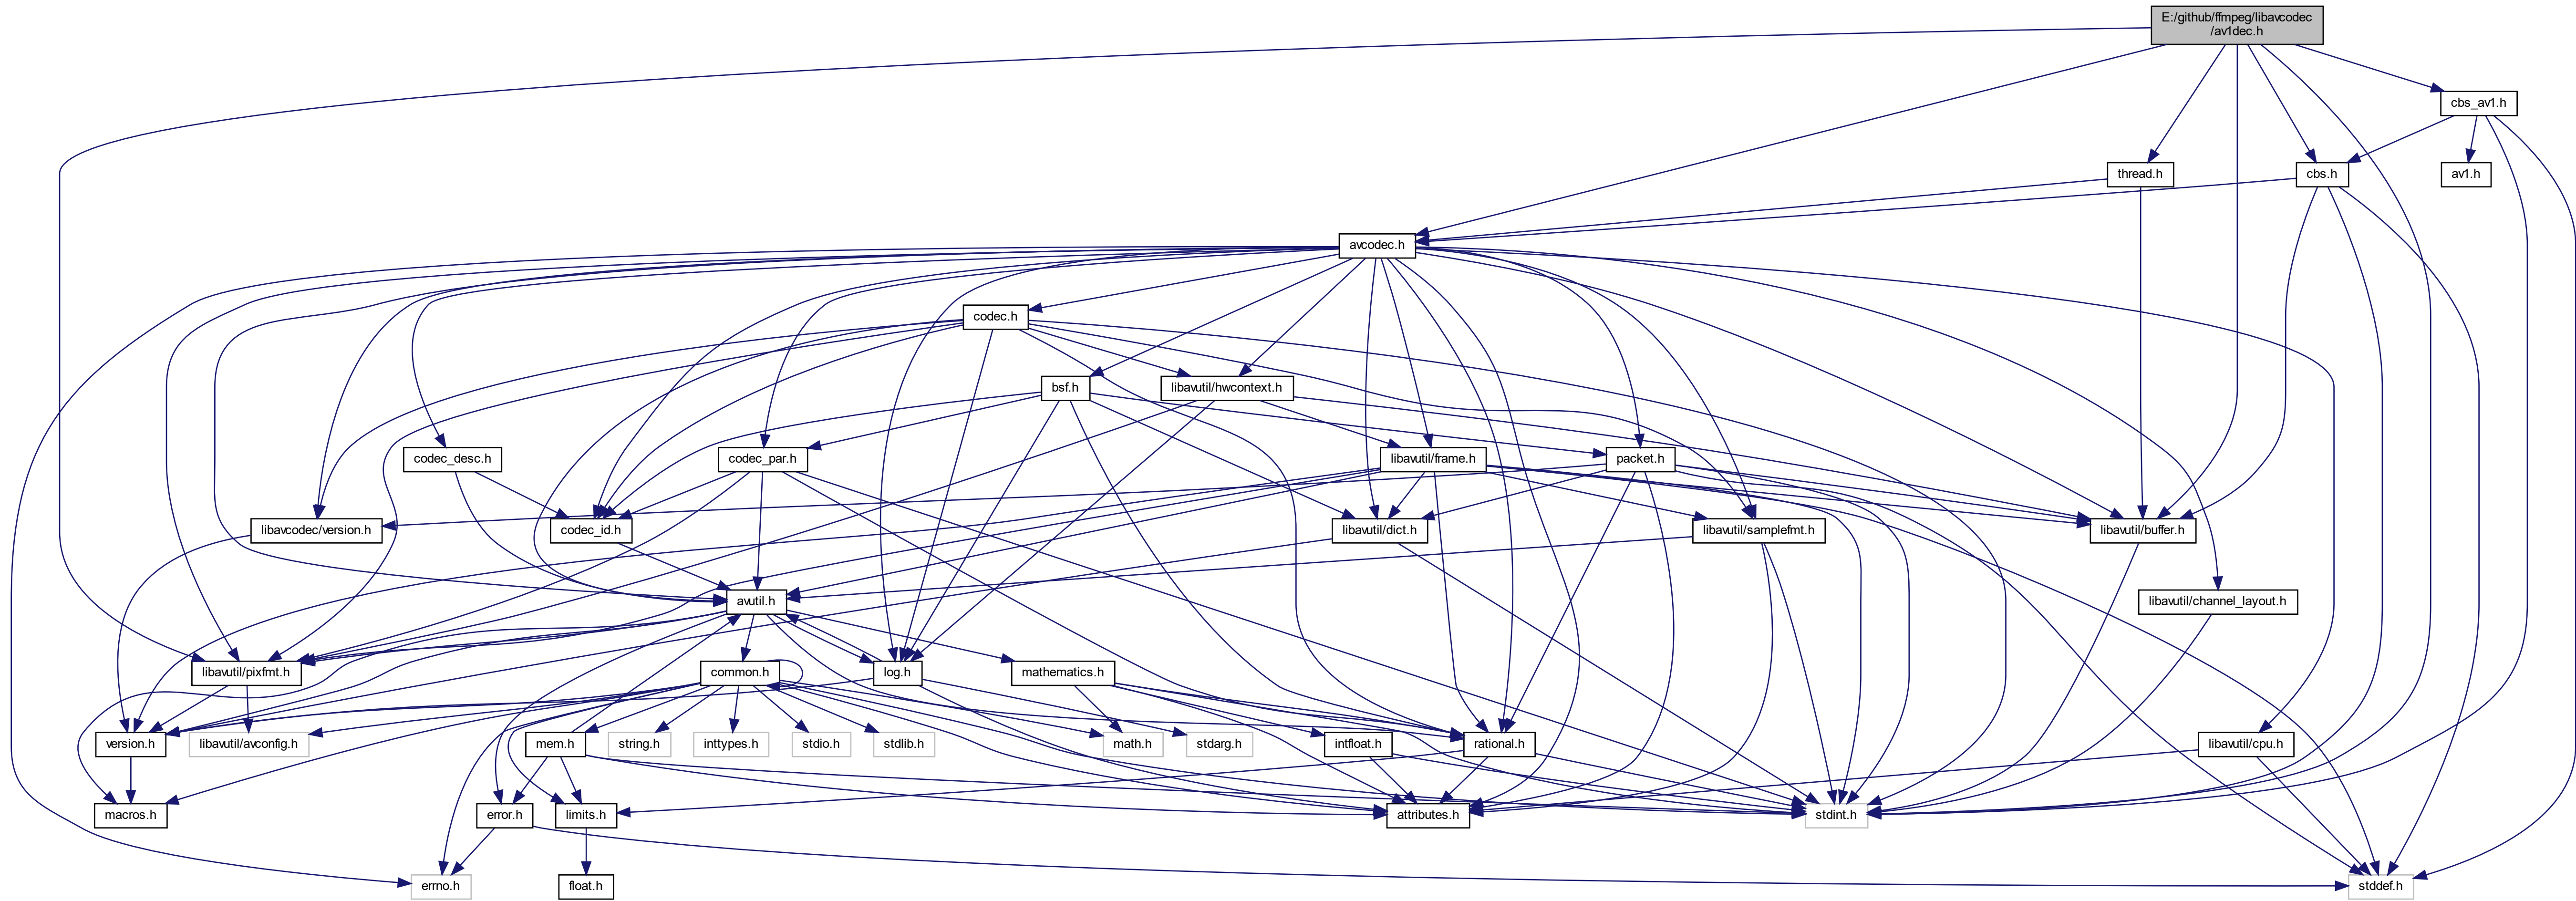 E:/github/ffmpeg/libavcodec
/av1dec.h
cbs_av1.h
thread.h
cbs.h
av1.h
avcodec.h
codec.h
bsf.h
libavutil/hwcontext.h
codec_desc.h
codec_par.h
libavutil/frame.h
packet.h
libavcodec/version.h
codec_id.h
libavutil/dict.h
libavutil/samplefmt.h
libavutil/buffer.h
avutil.h
libavutil/channel_layout.h
libavutil/pixfmt.h
common.h
log.h
mathematics.h
version.h
libavutil/avconfig.h
mem.h
string.h
inttypes.h
stdio.h
stdlib.h
math.h
stdarg.h
intfloat.h
rational.h
libavutil/cpu.h
macros.h
error.h
limits.h
attributes.h
stdint.h
errno.h
float.h
stddef.h